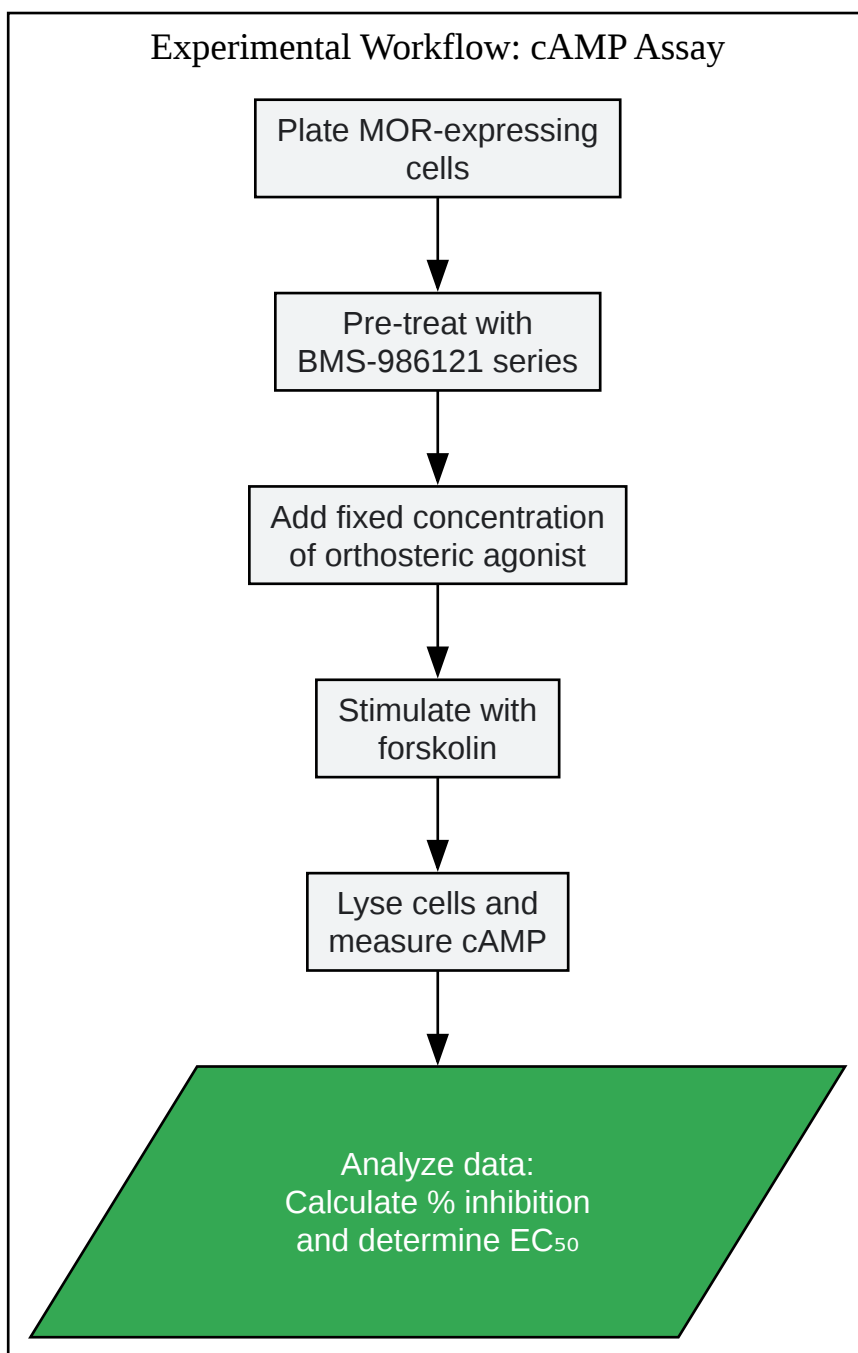 Experimental Workflow: cAMP Assay
Plate MOR-expressing
cells
Pre-treat with
BMS-986121 series
Add fixed concentration
of orthosteric agonist
Stimulate with
forskolin
Lyse cells and
measure cAMP
Analyze data:
Calculate % inhibition
and determine EC₅₀